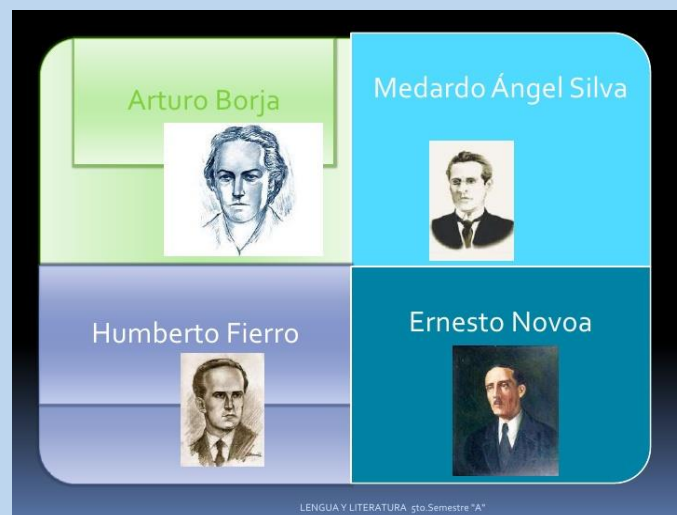 Arturo Borja
Medardo Ángel Silva
Humberto Fierro
Ernesto Novoa
LENGUA Y LITERATURA 5to.Semestre "A"